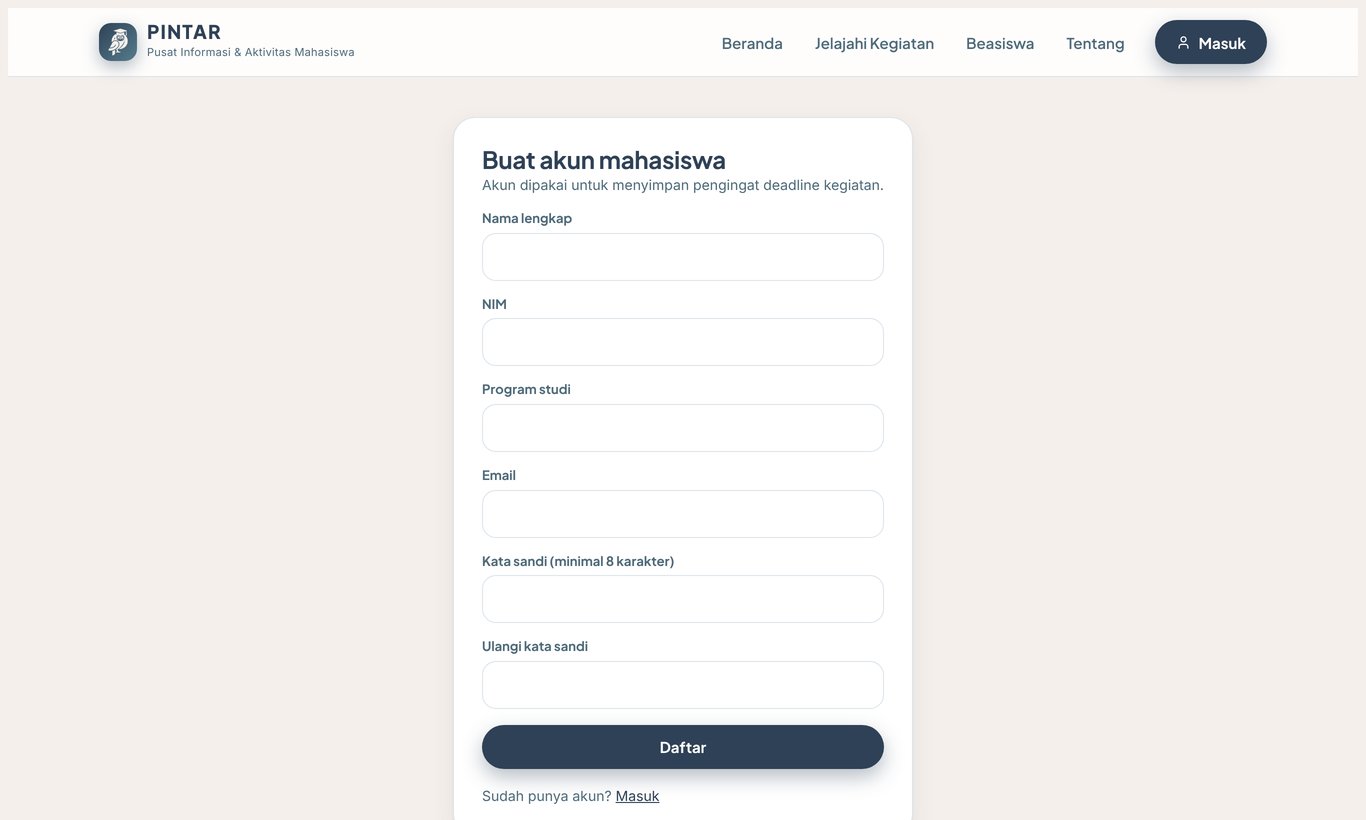 PINTAR
Pusat Informasi & Aktivitas Mahasiswa
Beranda
Jelajahi Kegiatan
Beasiswa
Tentang
Masuk
Buat akun mahasiswa
Akun dipakai untuk menyimpan pengingat deadline kegiatan.
Nama lengkap
NIM
Program studi
Email
Kata sandi (minimal 8 karakter)
Ulangi kata sandi
Daftar
Sudah punya akun? Masuk